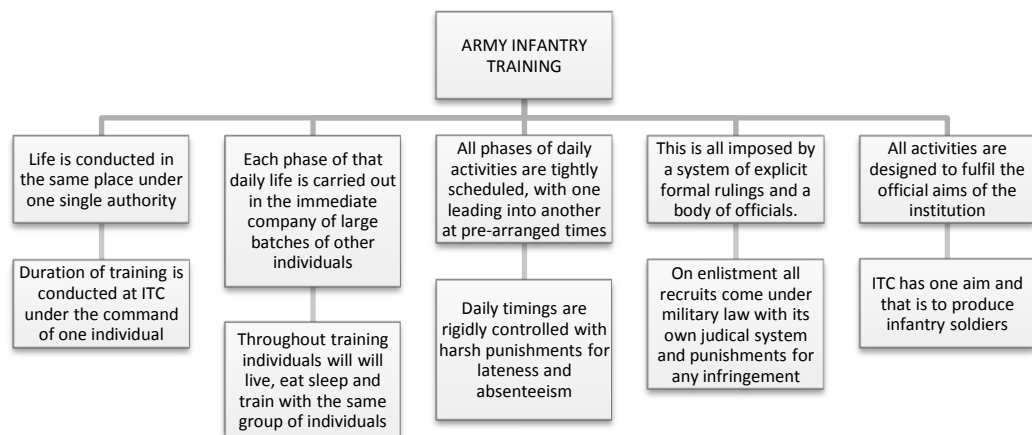 ARMY INFANTRY
TRAINING
Life is conducted in
the same place under
one single authority
Duration of training is
conducted at ITC
under the command
of one individual
Each phase of that
daily life is carried out
in the immediate
company of large
batches of other
individuals
Throughout training
individuals will will
live, eat sleep and
train with the same
group of individuals
All phases of daily
activities are tightly
scheduled, with one
leading into another
at pre-arranged times
Daily timings are
rigidly controlled with
harsh punishments for
lateness and
absenteeism
This is all imposed by
a system of explicit
formal rulings and a
body of officials.
On enlistment all
recruits come under
military law with its
own judical system
and punishments for
any infringement
All activities are
designed to fulfil the
official aims of the
institution
ITC has one aim and
that is to produce
infantry soldiers